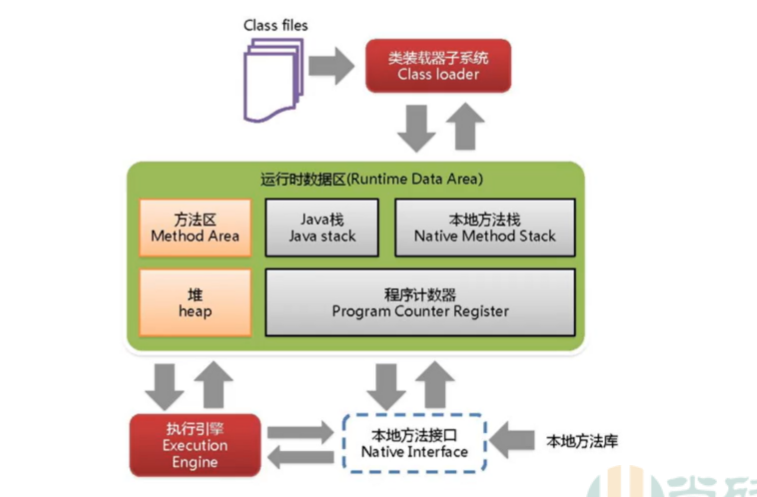 Class files
类装载器子系统
Class loader
运行时数据区(Runtime Data Area)
方法区
Method Area
Java栈
Java stack
本地方法栈
Native Method Stack
堆
heap
程序计数器
Program Counter Register
执行引擎
Execution
Engine
本地方法接口
Native Interface
本地方法库